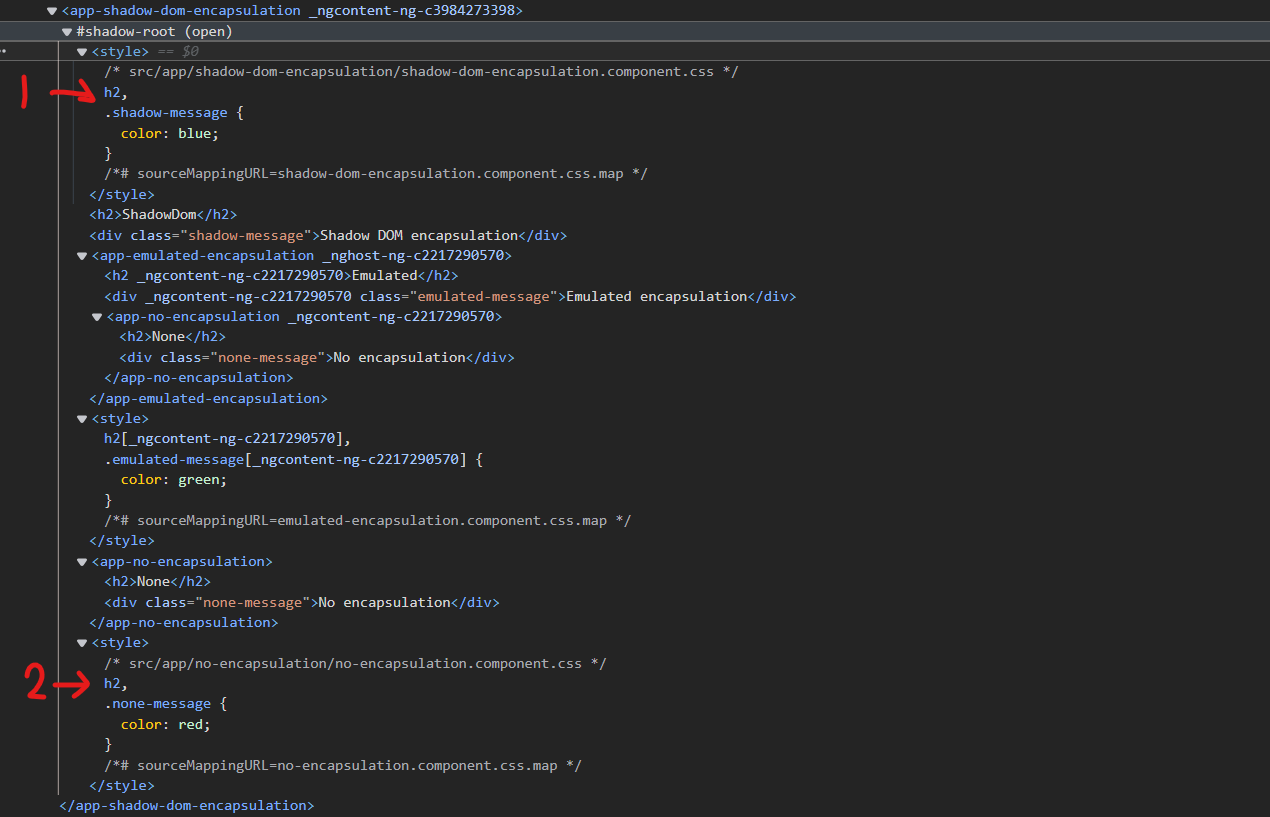 <app-shadow-dom-encapsulation _ngcontent-ng-c3984273398>
#shadow-root (open)
<style> == $0
/* src/app/shadow-dom-encapsulation/shadow-dom-encapsulation.component.css */
1 h2,
.shadow-message {
color: blue;
}
/*# sourceMappingURL=shadow-dom-encapsulation.component.css.map */
</style>
<h2>ShadowDom</h2>
<div class="shadow-message">Shadow DOM encapsulation</div>
<app-emulated-encapsulation _nghost-ng-c2217290570>
<h2 _ngcontent-ng-c2217290570>Emulated</h2>
<div _ngcontent-ng-c2217290570 class="emulated-message">Emulated encapsulation</div>
<app-no-encapsulation _ngcontent-ng-c2217290570>
<h2>None</h2>
<div class="none-message">No encapsulation</div>
</app-no-encapsulation>
</app-emulated-encapsulation>
<style>
h2[_ngcontent-ng-c2217290570],
.emulated-message[_ngcontent-ng-c2217290570] {
color: green;
}
/*# sourceMappingURL=emulated-encapsulation.component.css.map */
</style>
<app-no-encapsulation>
<h2>None</h2>
<div class="none-message">No encapsulation</div>
</app-no-encapsulation>
<style>
/* src/app/no-encapsulation/no-encapsulation.component.css */
2 h2,
.none-message {
color: red;
}
/*# sourceMappingURL=no-encapsulation.component.css.map */
</style>
</app-shadow-dom-encapsulation>